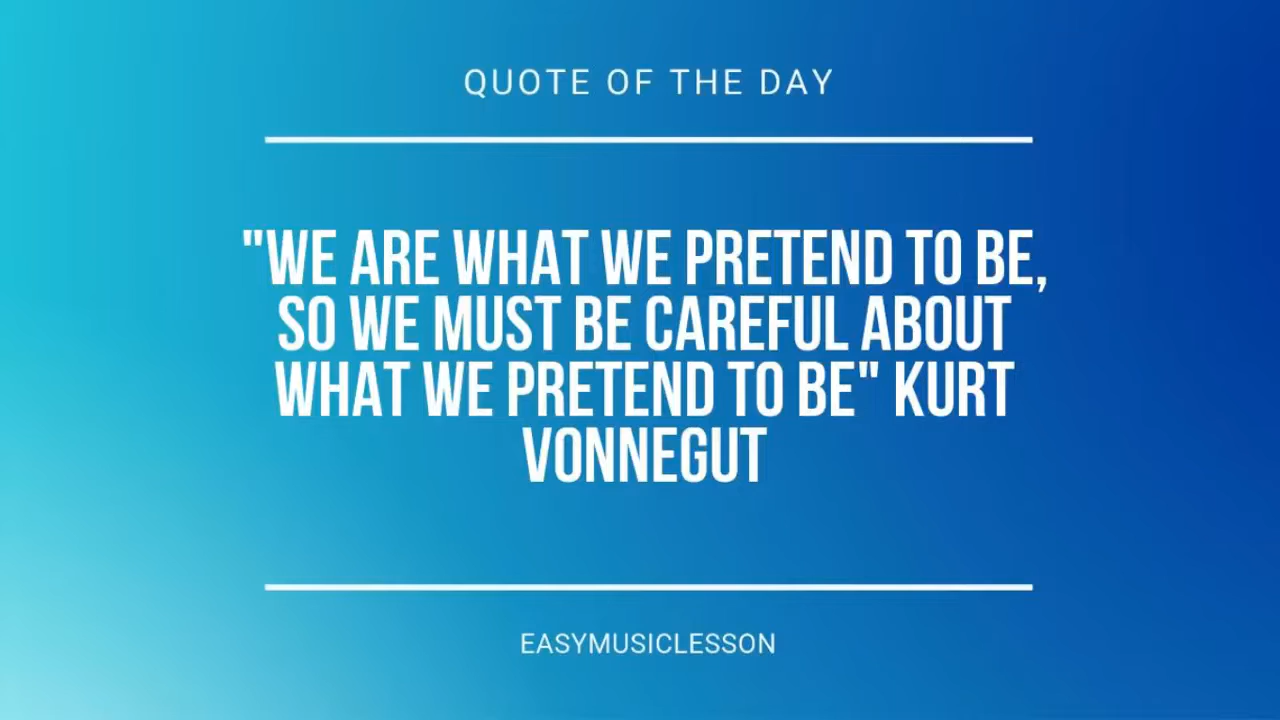 QUOTE OF THE DAY
"WE ARE WHAT WE PRETEND TO BE,
SO WE MUST BE CAREFUL ABOUT
WHAT WE PRETEND TO BE" KURT
VONNEGUT
EASYMUSICLESSON